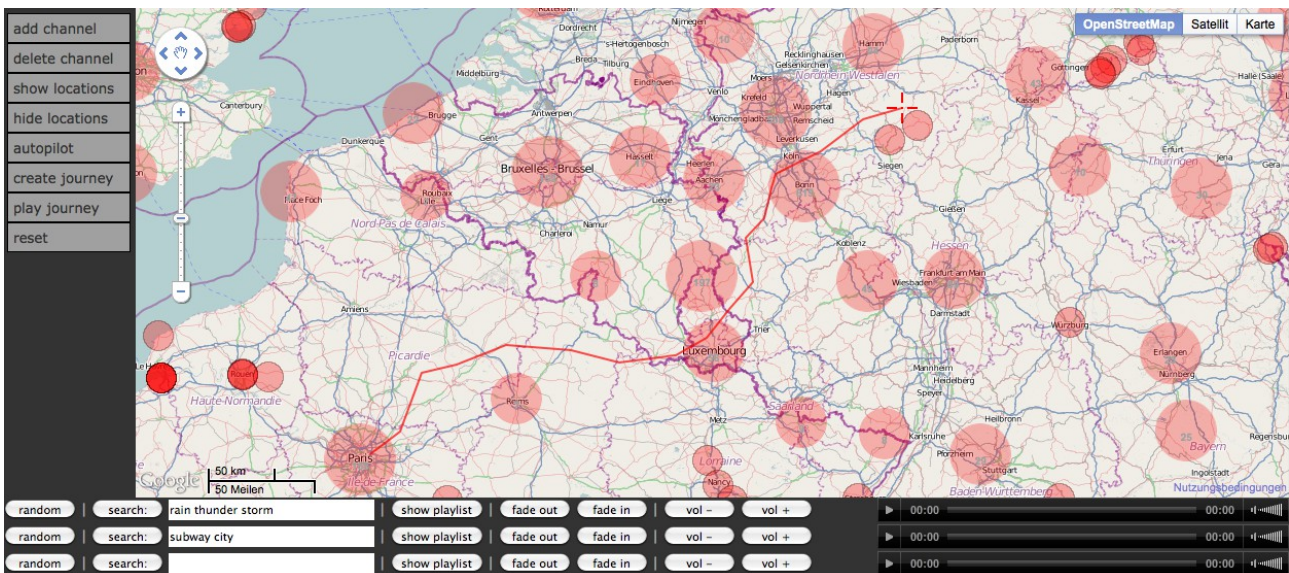 add channel
delete channel
show locations
hide locations
autopilot
create journey
play journey
reset
OpenStreetMap
Satellit
Karte
Rotterdam
Dordrecht
's-Hertogenbosch
Breda
Tilburg
Nijmegen
10
Recklinghausen
Gelsenkirchen
Hamm
Paderborn
Göttingen
Halle (Saale)
Middelburg
Eindhoven
Venlo
Moers
Krefeld
Nordrhein-Westfalen
Hagen
Wuppertal
Mönchengladbach
Remscheid
Leverkusen
Kassel
Canterbury
Brugge
Antwerpen
Dunkerque
Gent
Hasselt
Heerlen
Aachen
Köln
Bonn
Siegen
Erfurt
Jena
Gera
Thüringen
Bruxelles - Brussel
Roubaix
Lille
Place Foch
Liege
Namur
Charleroi
Nord-Pas de Calais
Koblenz
Gießen
Hessen
Frankfurt am Main
Wiesbaden
Darmstadt
Amiens
Trier
Luxembourg
Würzburg
Mannheim
Heidelberg
Speyer
Erlangen
Nürnberg
Picardie
Rouen
Haute-Normandie
Reims
Metz
Saarland
Heilbronn
Karlsruhe
Pforzheim
Stuttgart
25
Bayern
Regensburg
Ingolstadt
Paris
Île-de-France
Lorraine
Nancy
Baden-Württemberg
Google
50 km
50 Meilen
Nutzungsbedingungen
random | search: rain thunder storm | show playlist | fade out fade in | vol – vol + 00:00 00:00
random | search: subway city | show playlist | fade out fade in | vol – vol + 00:00 00:00
random | search: | show playlist | fade out fade in | vol – vol + 00:00 00:00